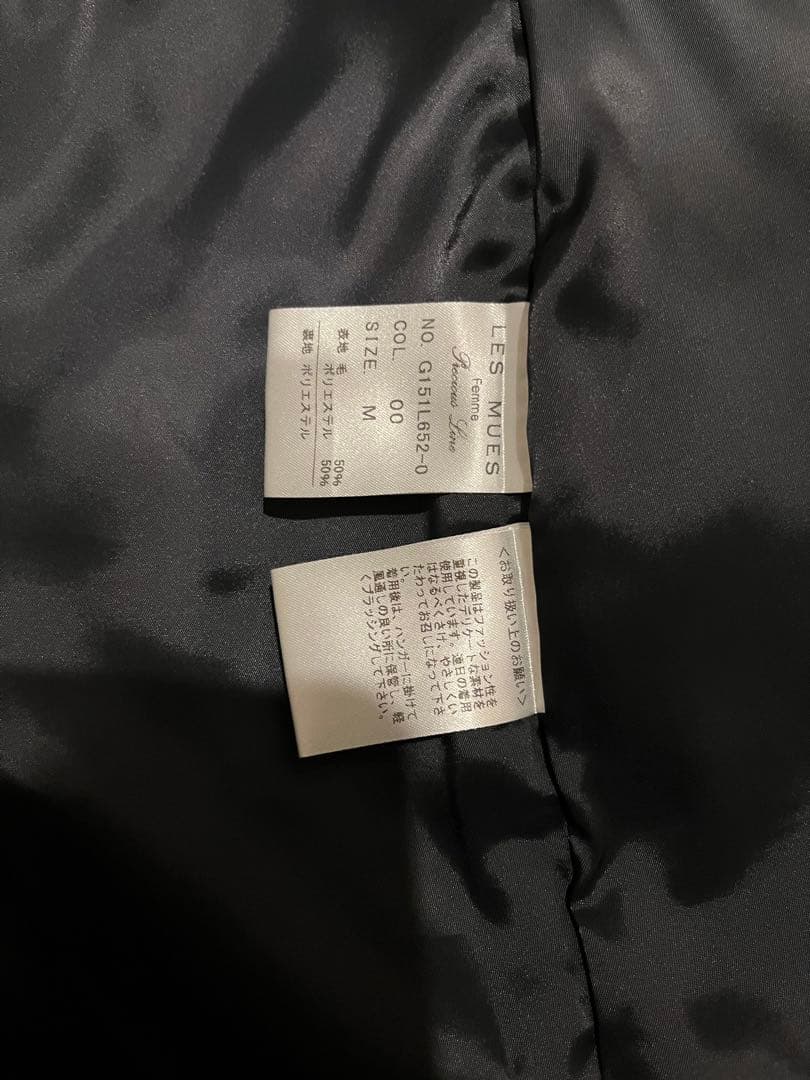 LES MUES
Femme
Precious Line
NO. G151L652-0
COL. 00
SIZE. M
表地 毛 50%
ポリエステル 50%
裏地 ポリエステル
<お取り扱い上のお願い>
この製品はファッション性を
重視したデリケートな素材を
使用しています。連日の着用
はなるべくさけ、やさしくい
たわってお召しになって下さ
い。
着用後は、ハンガーに掛けて
風通しの良い所に保管し、軽
くブラッシングして下さい。